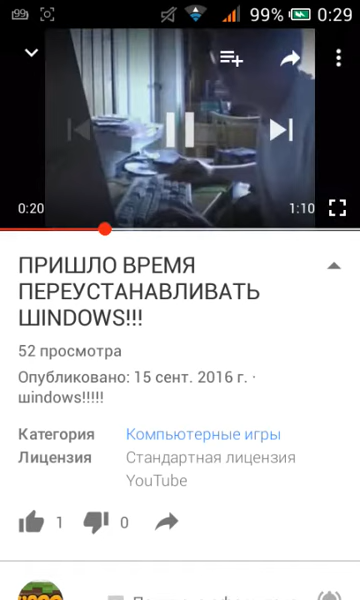 99 99% 0:29
0:20 1:10
ПРИШЛО ВРЕМЯ
ПЕРЕУСТАНАВЛИВАТЬ
ШINDOWS!!!
52 просмотра
Опубликовано: 15 сент. 2016 г. ·
шindows!!!!!
Категория Компьютерные игры
Лицензия Стандартная лицензия
YouTube
1 0